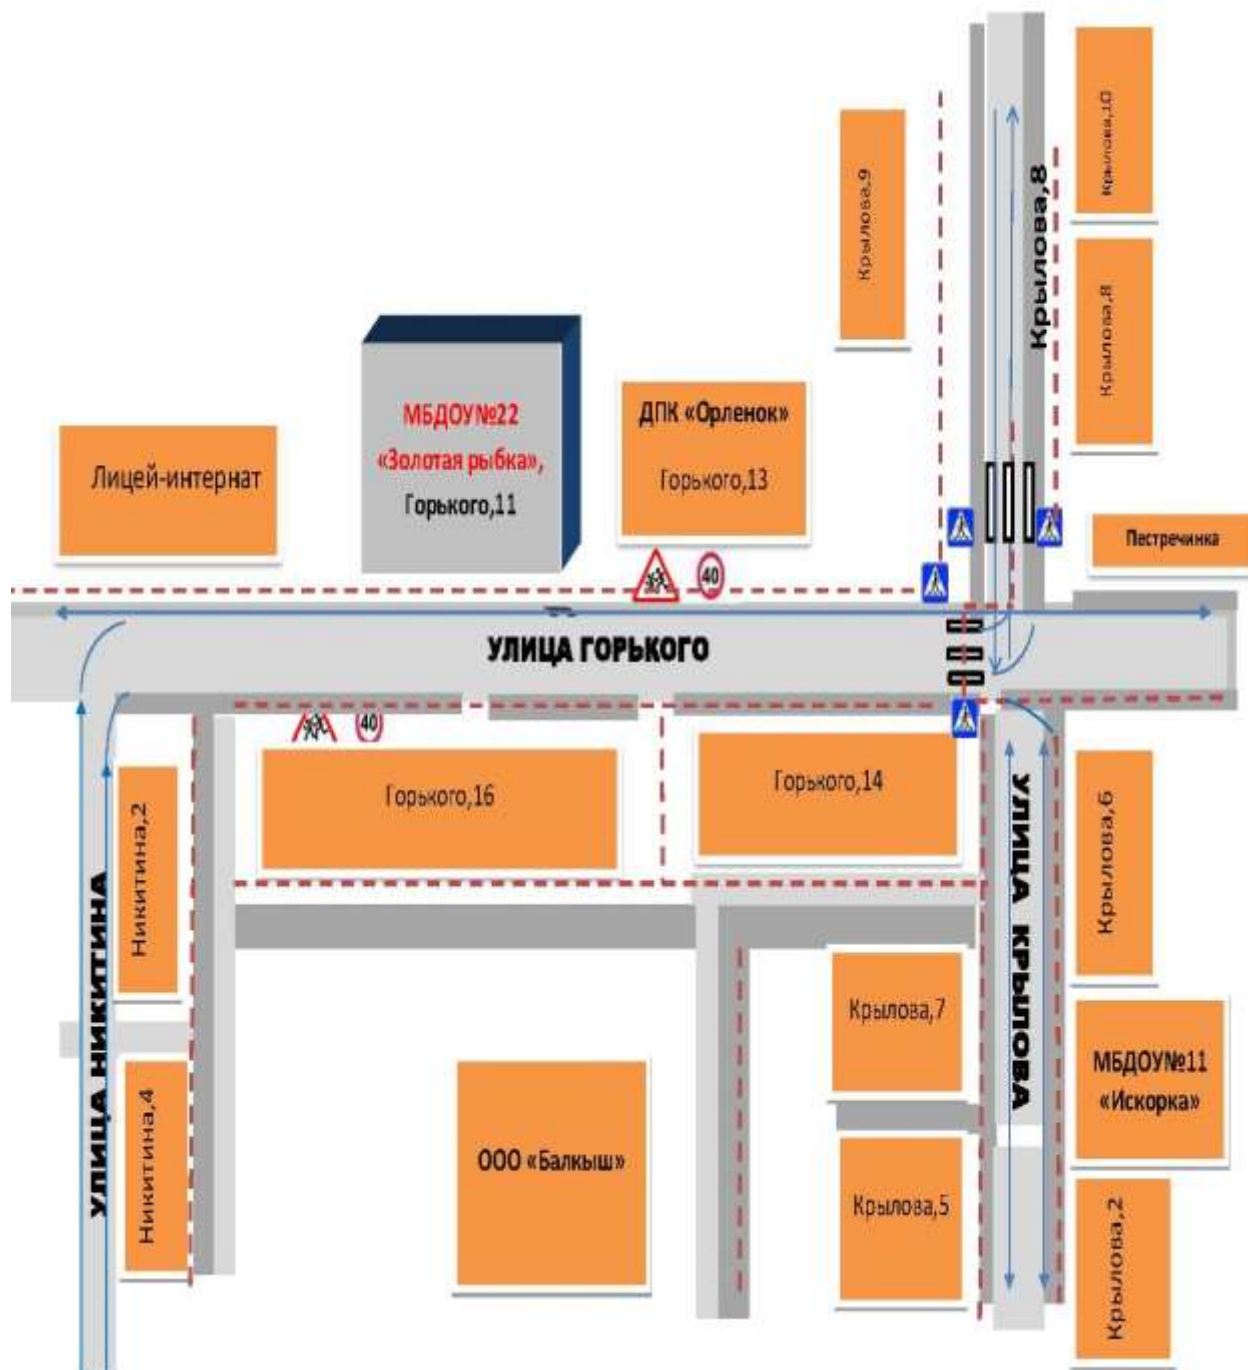 Крылова,10
Крылова,9
Крылова,8
Крылова,8
МБДОУ№22
«Золотая рыбка»,
Горького,11
ДПК «Орленок»
Горького,13
Лицей-интернат
Пестречинка
40
УЛИЦА ГОРЬКОГО
40
Горького,16
Горького,14
Никитина,2
УЛИЦА НИКИТИНА
Никитина,4
УЛИЦА КРЫЛОВА
Крылова,6
Крылова,7
МБДОУ№11
«Искорка»
ООО «Балкыш»
Крылова,5
Крылова,2